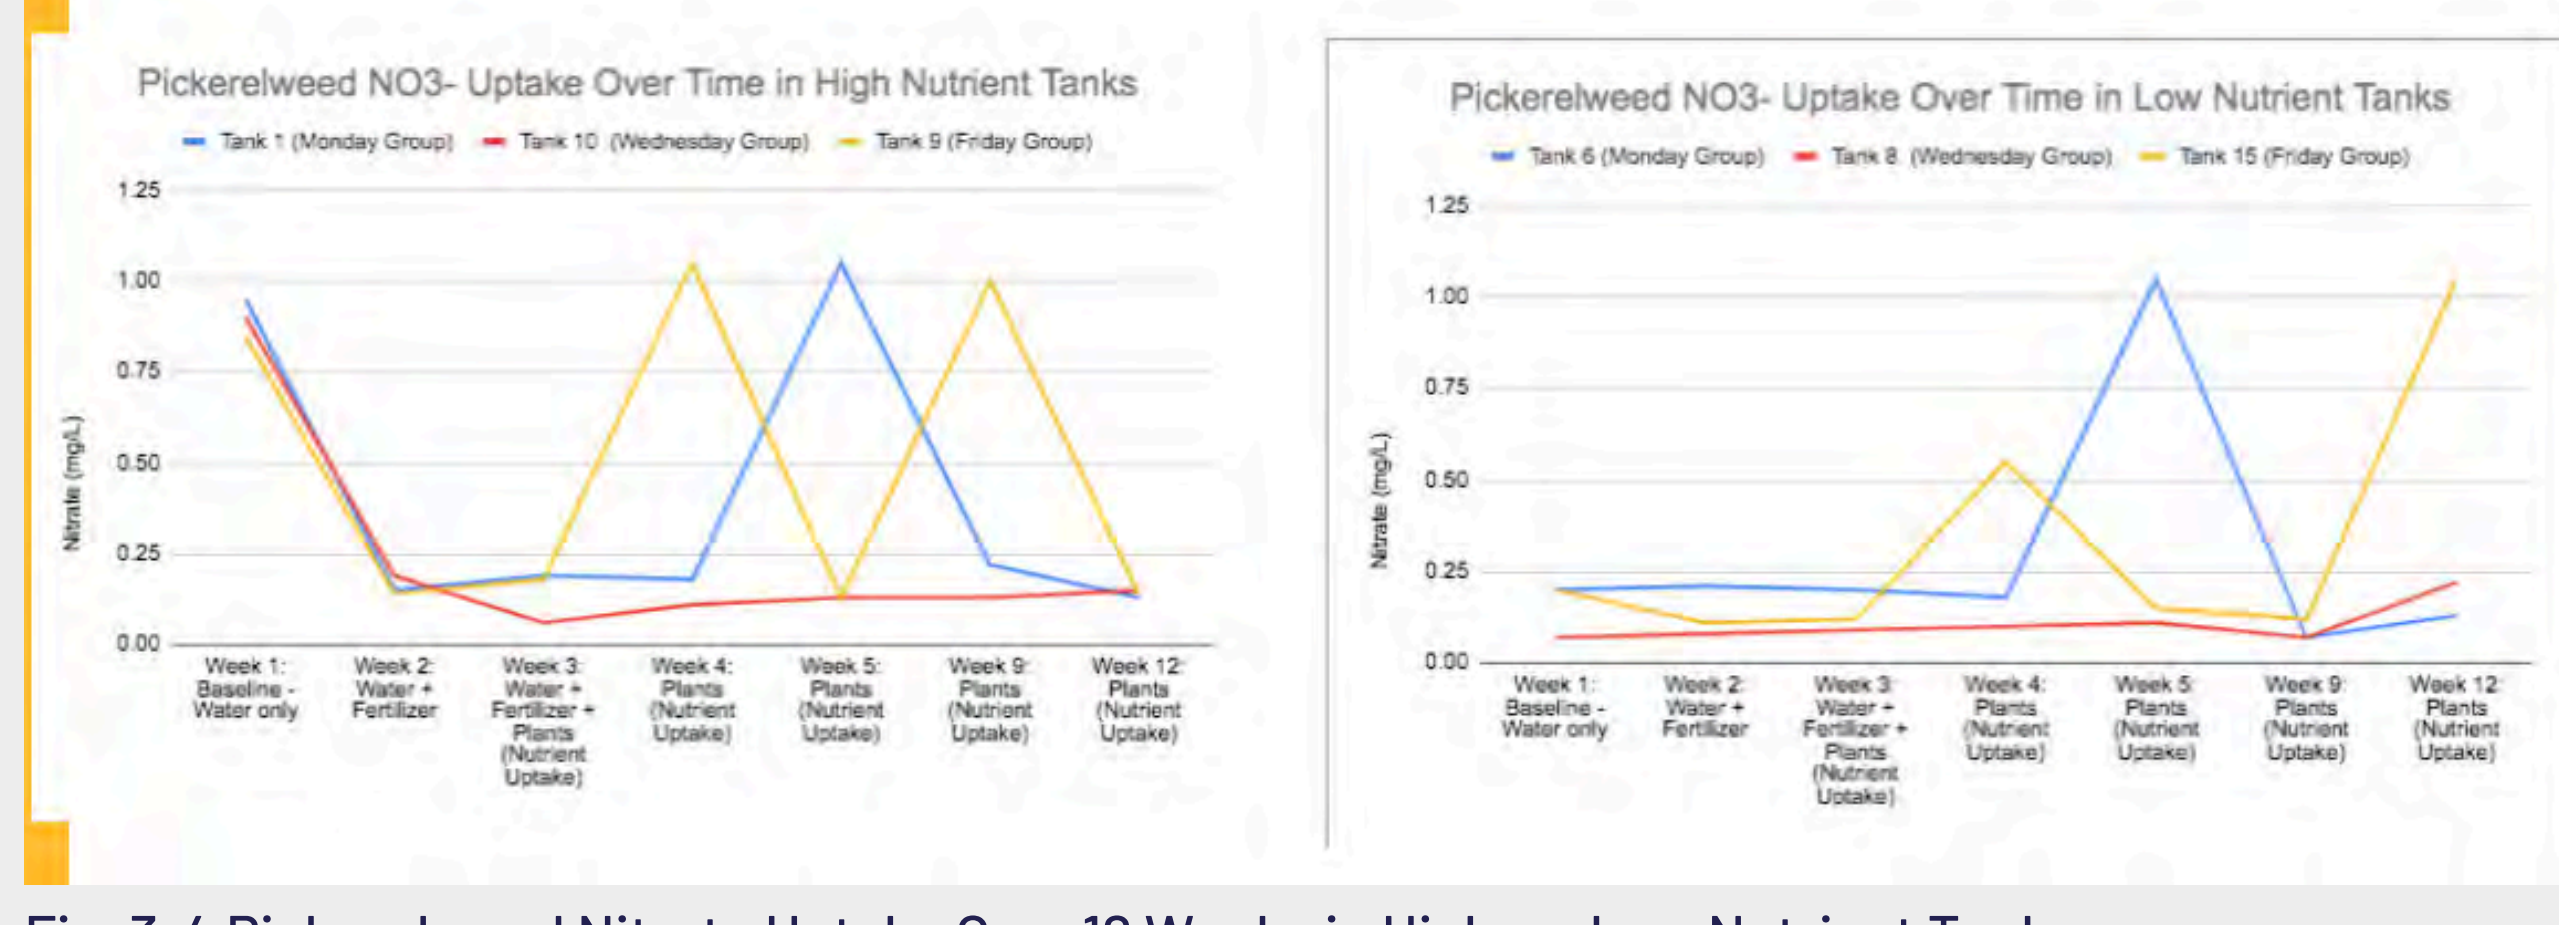 Pickerelweed NO3- Uptake Over Time in High Nutrient Tanks
Tank 1 (Monday Group) Tank 10 (Wednesday Group) Tank 9 (Friday Group)
1.25
1.00
0.75
0.50
0.25
0.00
Nitrate (mg/L)
Week 1: Week 2: Week 3: Week 4: Week 5: Week 9: Week 12:
Baseline - Water + Water + Plants Plants Plants Plants
Water only Fertilizer Fertilizer + (Nutrient (Nutrient (Nutrient (Nutrient
Plants Uptake) Uptake) Uptake) Uptake)
(Nutrient
Uptake)
Pickerelweed NO3- Uptake Over Time in Low Nutrient Tanks
Tank 6 (Monday Group) Tank 8 (Wednesday Group) Tank 15 (Friday Group)
1.25
1.00
0.75
0.50
0.25
0.00
Nitrate (mg/L)
Week 1: Week 2: Week 3: Week 4: Week 5: Week 9: Week 12:
Baseline - Water + Water + Plants Plants Plants Plants
Water only Fertilizer Fertilizer + (Nutrient (Nutrient (Nutrient (Nutrient
Plants Uptake) Uptake) Uptake) Uptake)
(Nutrient
Uptake)